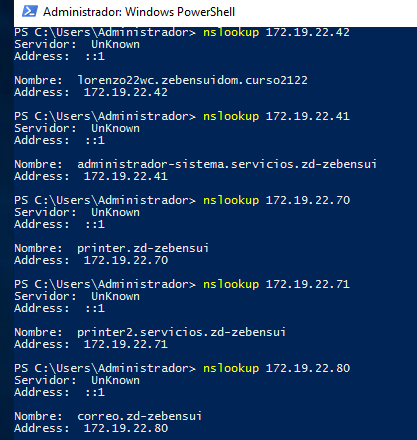 Administrador: Windows PowerShell
PS C:\Users\Administrador> nslookup 172.19.22.42
Servidor:  UnKnown
Address:  ::1
Nombre:  lorenzo22wc.zebensuidom.curso2122
Address:  172.19.22.42
PS C:\Users\Administrador> nslookup 172.19.22.41
Servidor:  UnKnown
Address:  ::1
Nombre:  administrador-sistema.servicios.zd-zebensui
Address:  172.19.22.41
PS C:\Users\Administrador> nslookup 172.19.22.70
Servidor:  UnKnown
Address:  ::1
Nombre:  printer.zd-zebensui
Address:  172.19.22.70
PS C:\Users\Administrador> nslookup 172.19.22.71
Servidor:  UnKnown
Address:  ::1
Nombre:  printer2.servicios.zd-zebensui
Address:  172.19.22.71
PS C:\Users\Administrador> nslookup 172.19.22.80
Servidor:  UnKnown
Address:  ::1
Nombre:  correo.zd-zebensui
Address:  172.19.22.80